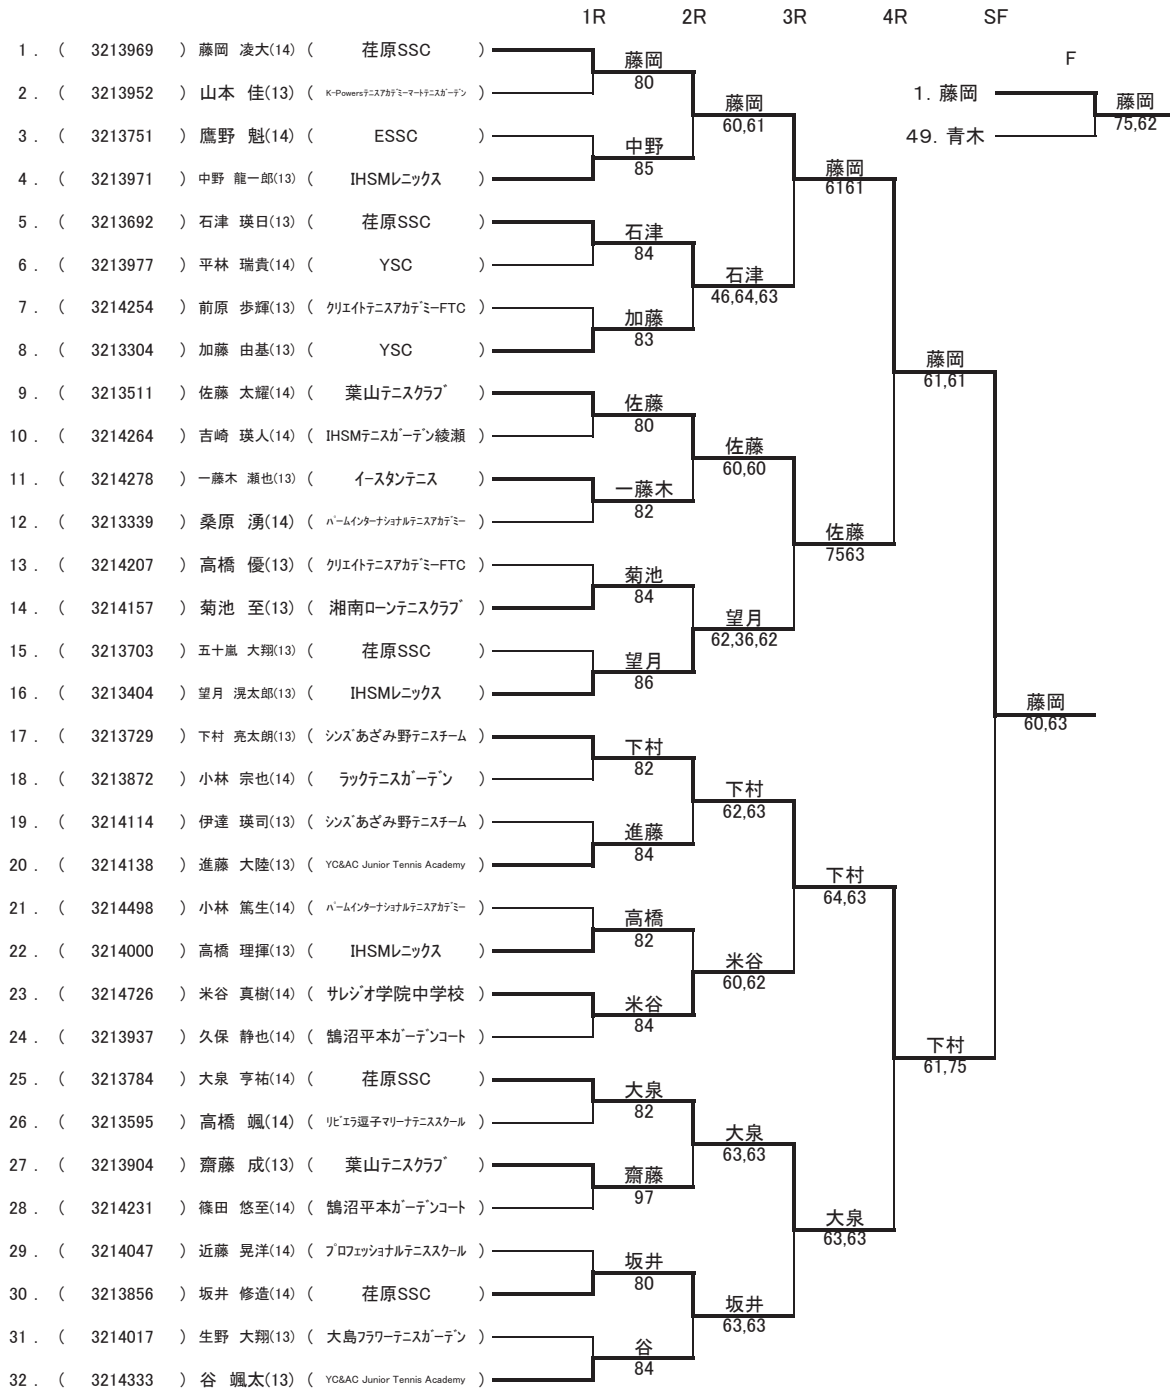 1R 2R 3R 4R SF
F
1. ( 3213969 ) 藤岡 凌大(14) ( 荏原SSC )
2. ( 3213952 ) 山本 佳(13) ( K-Powersﾃﾆｽｱｶﾃﾞﾐｰﾏｰﾄﾃﾆｽｶﾞｰﾃﾞﾝ )
3. ( 3213751 ) 鷹野 魁(14) ( ESSC )
4. ( 3213971 ) 中野 龍一郎(13) ( IHSMﾚﾆｯｸｽ )
5. ( 3213692 ) 石津 瑛日(13) ( 荏原SSC )
6. ( 3213977 ) 平林 瑞貴(14) ( YSC )
7. ( 3214254 ) 前原 歩輝(13) ( ｸﾘｴｲﾄﾃﾆｽｱｶﾃﾞﾐｰFTC )
8. ( 3213304 ) 加藤 由基(13) ( YSC )
9. ( 3213511 ) 佐藤 太耀(14) ( 葉山ﾃﾆｽｸﾗﾌﾞ )
10. ( 3214264 ) 吉崎 瑛人(14) ( IHSMﾃﾆｽｶﾞｰﾃﾞﾝ綾瀬 )
11. ( 3214278 ) 一藤木 瀬也(13) ( ｲｰｽﾀﾝﾃﾆｽ )
12. ( 3213339 ) 桑原 湧(14) ( ﾊﾟｰﾑｲﾝﾀｰﾅｼｮﾅﾙﾃﾆｽｱｶﾃﾞﾐｰ )
13. ( 3214207 ) 高橋 優(13) ( ｸﾘｴｲﾄﾃﾆｽｱｶﾃﾞﾐｰFTC )
14. ( 3214157 ) 菊池 至(13) ( 湘南ﾛｰﾝﾃﾆｽｸﾗﾌﾞ )
15. ( 3213703 ) 五十嵐 大翔(13) ( 荏原SSC )
16. ( 3213404 ) 望月 滉太郎(13) ( IHSMﾚﾆｯｸｽ )
17. ( 3213729 ) 下村 亮太朗(13) ( ｼﾝｽﾞあざみ野ﾃﾆｽﾁｰﾑ )
18. ( 3213872 ) 小林 宗也(14) ( ﾗｯｸﾃﾆｽｶﾞｰﾃﾞﾝ )
19. ( 3214114 ) 伊達 瑛司(13) ( ｼﾝｽﾞあざみ野ﾃﾆｽﾁｰﾑ )
20. ( 3214138 ) 進藤 大陸(13) ( YC&AC Junior Tennis Academy )
21. ( 3214498 ) 小林 篤生(14) ( ﾊﾟｰﾑｲﾝﾀｰﾅｼｮﾅﾙﾃﾆｽｱｶﾃﾞﾐｰ )
22. ( 3214000 ) 高橋 理揮(13) ( IHSMﾚﾆｯｸｽ )
23. ( 3214726 ) 米谷 真樹(14) ( ｻﾚｼﾞｵ学院中学校 )
24. ( 3213937 ) 久保 静也(14) ( 鵠沼平本ｶﾞｰﾃﾞﾝｺｰﾄ )
25. ( 3213784 ) 大泉 亨祐(14) ( 荏原SSC )
26. ( 3213595 ) 高橋 颯(14) ( ﾘﾋﾞｴﾗ逗子ﾏﾘｰﾅﾃﾆｽｽｸｰﾙ )
27. ( 3213904 ) 齋藤 成(13) ( 葉山ﾃﾆｽｸﾗﾌﾞ )
28. ( 3214231 ) 篠田 悠至(14) ( 鵠沼平本ｶﾞｰﾃﾞﾝｺｰﾄ )
29. ( 3214047 ) 近藤 晃洋(14) ( ﾌﾟﾛﾌｪｯｼｮﾅﾙﾃﾆｽｽｸｰﾙ )
30. ( 3213856 ) 坂井 修造(14) ( 荏原SSC )
31. ( 3214017 ) 生野 大翔(13) ( 大島ﾌﾗﾜｰﾃﾆｽｶﾞｰﾃﾞﾝ )
32. ( 3214333 ) 谷 颯太(13) ( YC&AC Junior Tennis Academy )
藤岡
80
中野
85
石津
84
加藤
83
佐藤
80
一藤木
82
菊池
84
望月
86
下村
82
進藤
84
高橋
82
米谷
84
大泉
82
齋藤
97
坂井
80
谷
84
藤岡
60,61
石津
46,64,63
佐藤
60,60
望月
62,36,62
下村
62,63
米谷
60,62
大泉
63,63
坂井
63,63
藤岡
6161
佐藤
7563
下村
64,63
大泉
63,63
藤岡
61,61
下村
61,75
藤岡
60,63
1. 藤岡
49. 青木
藤岡
75,62